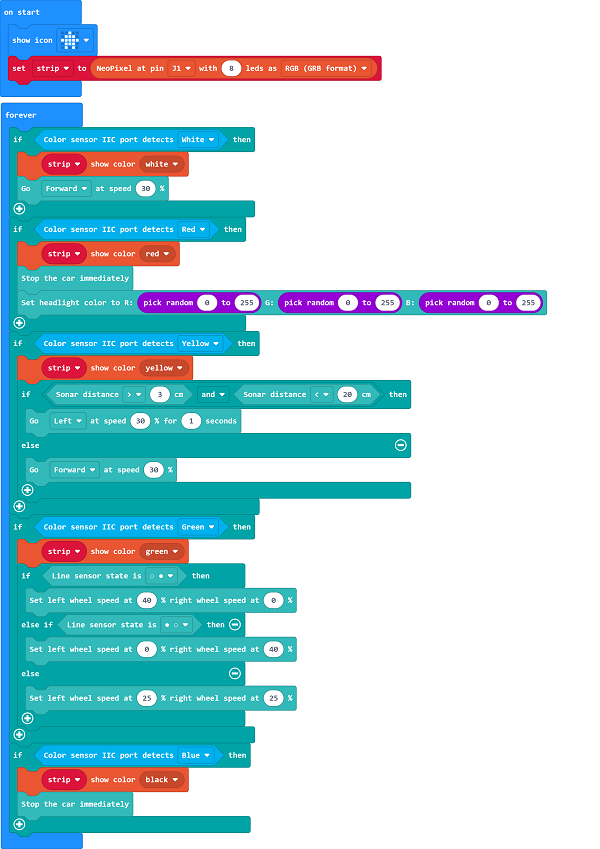 on start
show icon
set strip to NeoPixel at pin J1 with 8 leds as RGB (GRB format)
forever
if Color sensor IIC port detects White then
strip show color white
Go Forward at speed 30 %
if Color sensor IIC port detects Red then
strip show color red
Stop the car immediately
Set headlight color to R: pick random 0 to 255 G: pick random 0 to 255 B: pick random 0 to 255
if Color sensor IIC port detects Yellow then
strip show color yellow
if Sonar distance > 3 cm and Sonar distance < 20 cm then
Go Left at speed 30 % for 1 seconds
else
Go Forward at speed 30 %
if Color sensor IIC port detects Green then
strip show color green
if Line sensor state is ○ ● then
Set left wheel speed at 40 % right wheel speed at 0 %
else if Line sensor state is ● ○ then
Set left wheel speed at 0 % right wheel speed at 40 %
else
Set left wheel speed at 25 % right wheel speed at 25 %
if Color sensor IIC port detects Blue then
strip show color black
Stop the car immediately